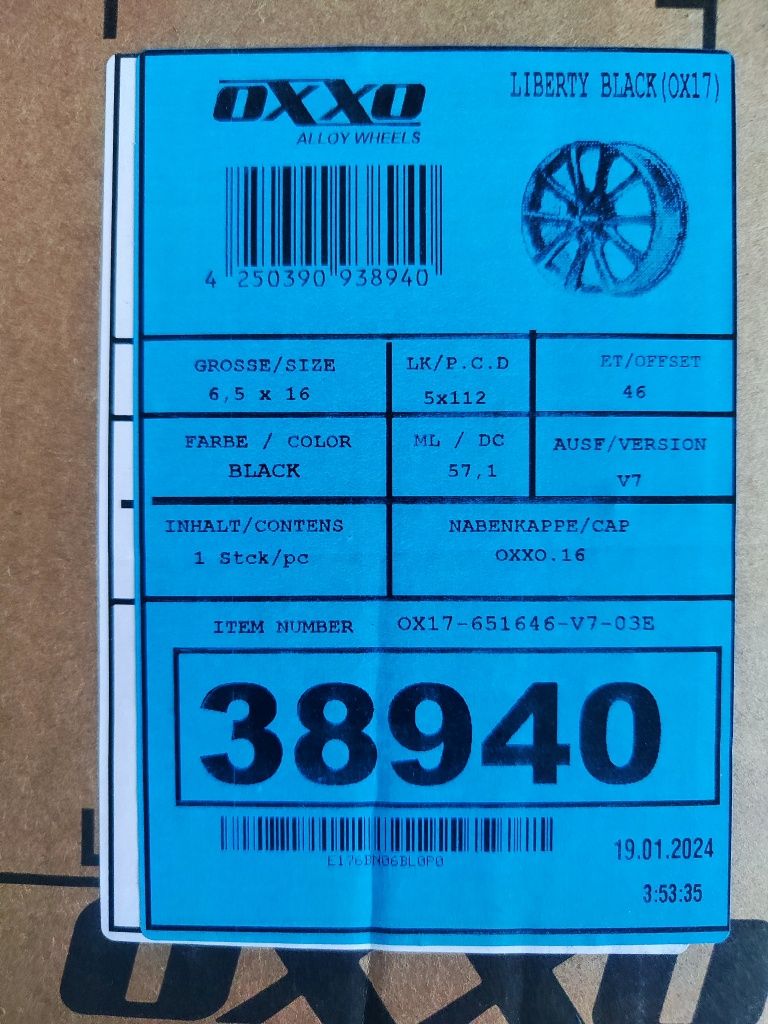 OXXO
ALLOY WHEELS
LIBERTY BLACK(OX17)
4 250390 938940
GROSSE/SIZE
6,5 x 16
LK/P.C.D
5x112
ET/OFFSET
46
FARBE / COLOR
BLACK
ML / DC
57,1
AUSF/VERSION
V7
INHALT/CONTENS
1 Stck/pc
NABENKAPPE/CAP
OXXO.16
ITEM NUMBER OX17-651646-V7-03E
38940
E176BN06BL0P0
19.01.2024
3:53:35
OXXO